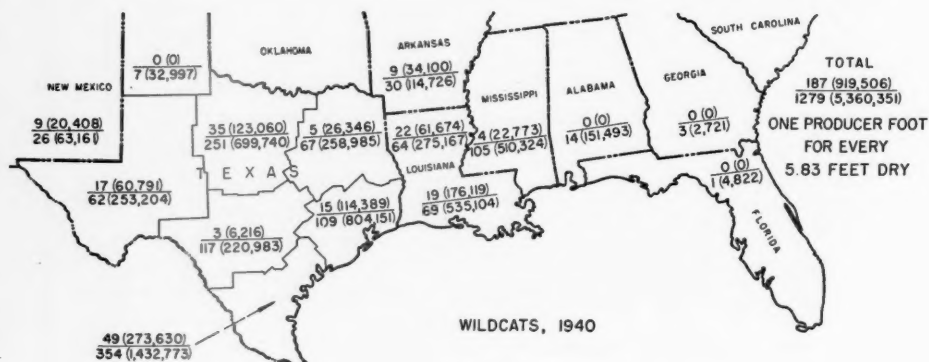 SOUTH CAROLINA
OKLAHOMA
ARKANSAS
0 (0)
7 (32,997)
9 (34,100)
30 (114,726)
TOTAL
187 (919,506)
1279 (5,360,351)
ONE PRODUCER FOOT
FOR EVERY
5.83 FEET DRY
NEW MEXICO
9 (20,408)
26 (63,161)
MISSISSIPPI
4 (22,773)
105 (510,324)
ALABAMA
0 (0)
14 (151,493)
GEORGIA
0 (0)
3 (2,721)
35 (123,060)
251 (699,740)
5 (26,346)
67 (258,985)
22 (61,674)
64 (275,167)
TEXAS
LOUISIANA
17 (60,791)
62 (253,204)
15 (114,389)
109 (804,151)
19 (176,119)
69 (535,104)
0 (0)
1 (4,822)
3 (6,216)
117 (220,983)
FLORIDA
49 (273,630)
354 (1,432,773)
WILDCATS, 1940